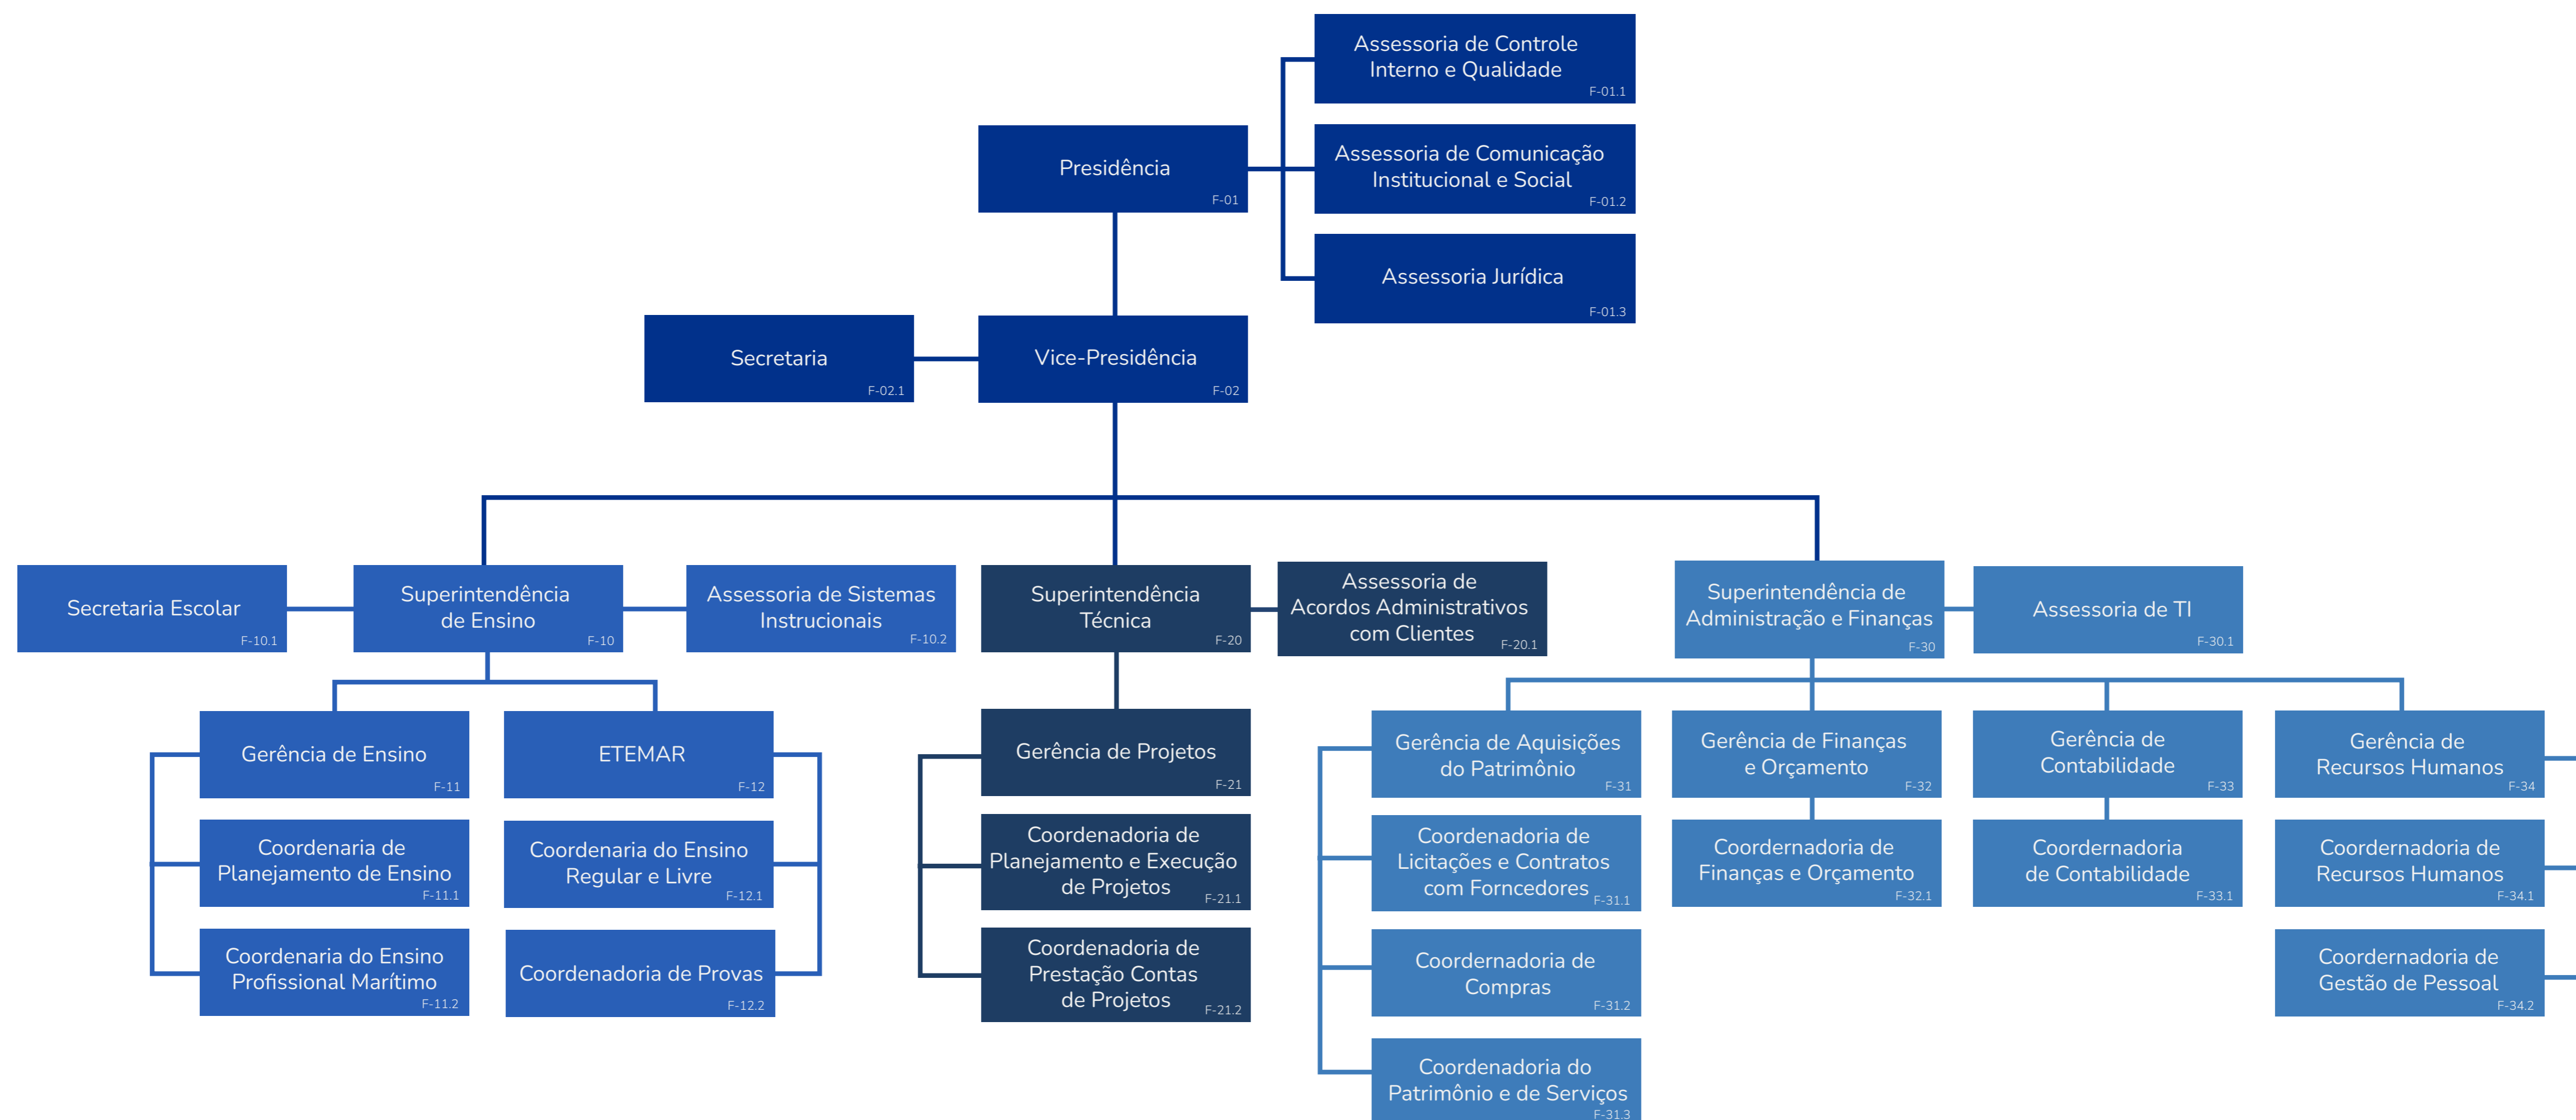 Assessoria de Controle
Interno e Qualidade
F-01.1
Presidência
F-01
Assessoria de Comunicação
Institucional e Social
F-01.2
Assessoria Jurídica
F-01.3
Secretaria
F-02.1
Vice-Presidência
F-02
Secretaria Escolar
F-10.1
Superintendência
de Ensino
F-10
Assessoria de Sistemas
Instrucionais
F-10.2
Superintendência
Técnica
F-20
Assessoria de
Acordos Administrativos
com Clientes
F-20.1
Superintendência de
Administração e Finanças
F-30
Assessoria de TI
F-30.1
Gerência de Ensino
F-11
ETEMAR
F-12
Gerência de Projetos
F-21
Gerência de Aquisições
do Patrimônio
F-31
Gerência de Finanças
e Orçamento
F-32
Gerência de
Contabilidade
F-33
Gerência de
Recursos Humanos
F-34
Coordenaria de
Planejamento de Ensino
F-11.1
Coordenaria do Ensino
Regular e Livre
F-12.1
Coordenadoria de
Planejamento e Execução
de Projetos
F-21.1
Coordenadoria de
Licitações e Contratos
com Forncedores
F-31.1
Coordernadoria de
Finanças e Orçamento
F-32.1
Coordernadoria
de Contabilidade
F-33.1
Coordernadoria de
Recursos Humanos
F-34.1
Coordenaria do Ensino
Profissional Marítimo
F-11.2
Coordenadoria de Provas
F-12.2
Coordenadoria de
Prestação Contas
de Projetos
F-21.2
Coordernadoria de
Compras
F-31.2
Coordernadoria de
Gestão de Pessoal
F-34.2
Coordenadoria do
Patrimônio e de Serviços
F-31.3